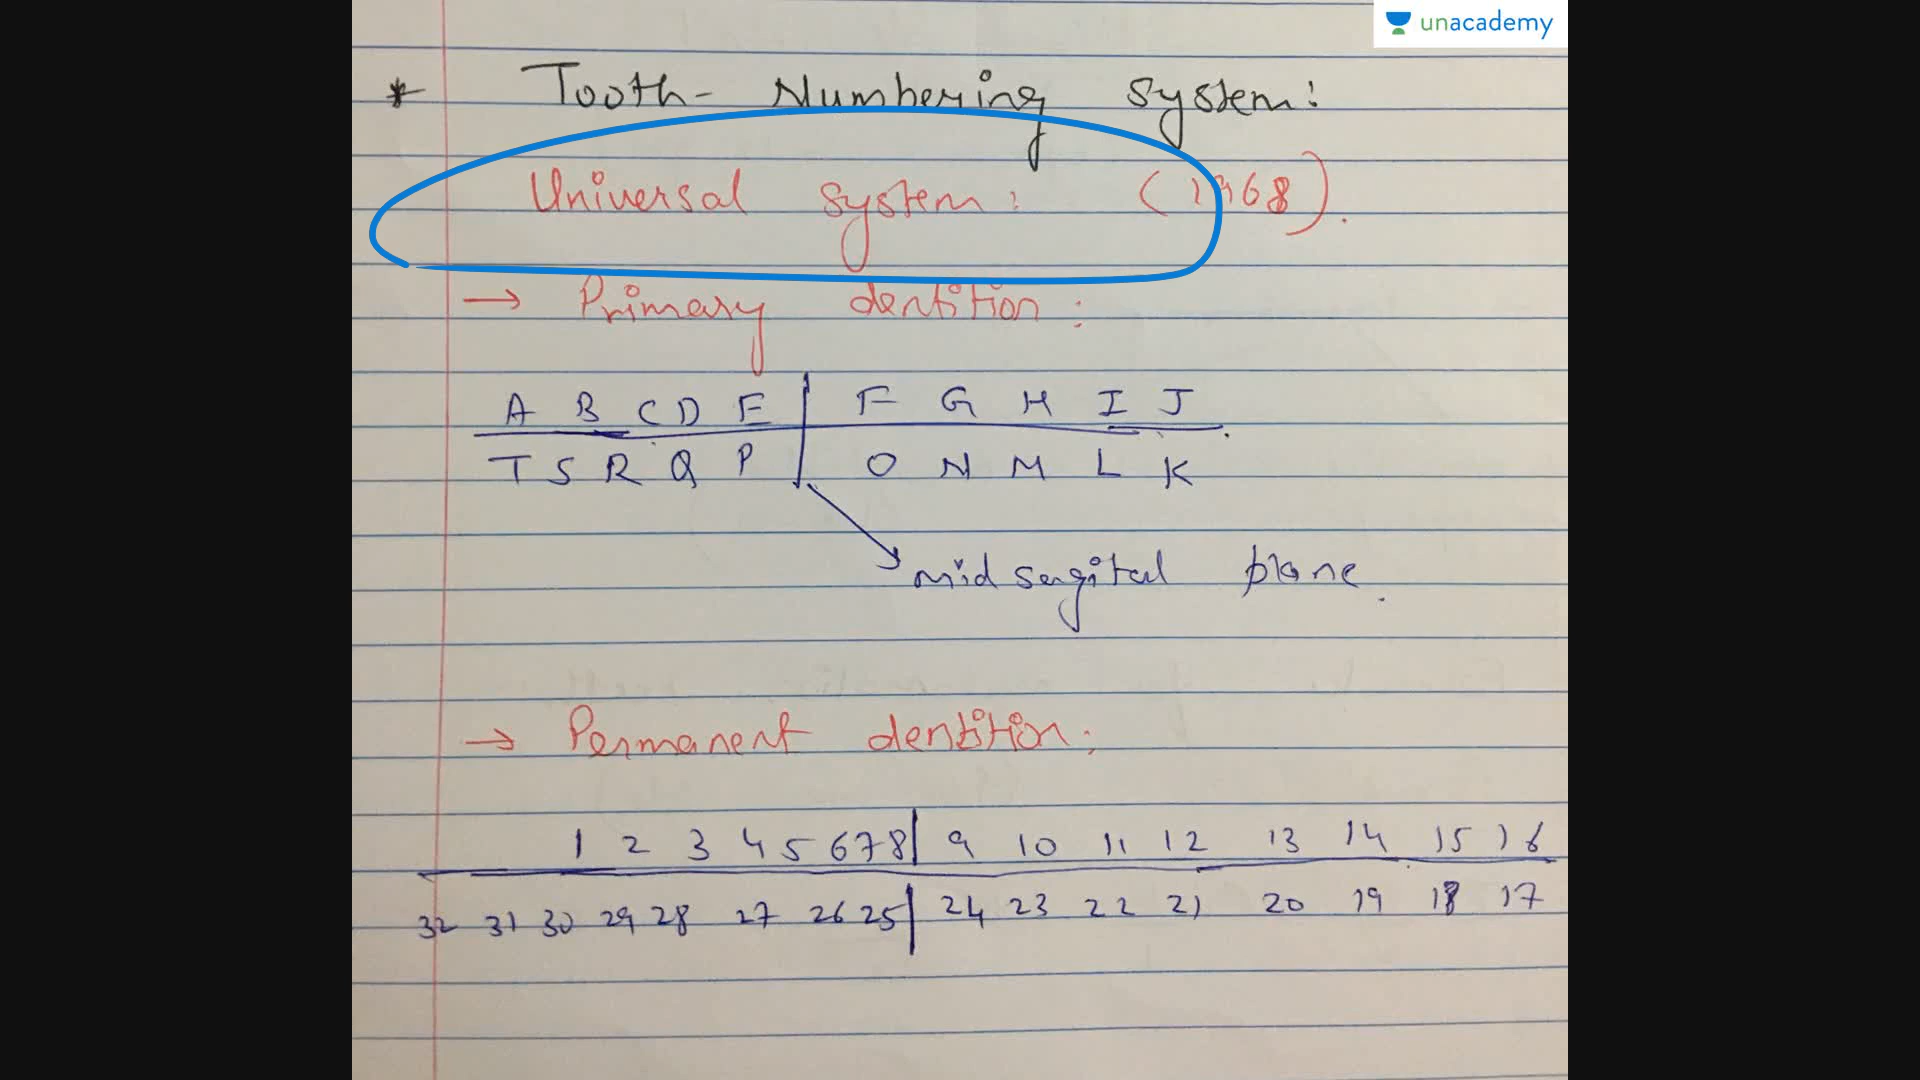 unacademy
* Tooth-Numbering system:
Universal system: (1968).
→ Primary dentition:
A B C D E | F G H I J
T S R Q P | O N M L K
mid sagital plane.
→ Permanent dentition:
1 2 3 4 5 6 7 8 | 9 10 11 12 13 14 15 16
32 31 30 29 28 27 26 25 | 24 23 22 21 20 19 18 17